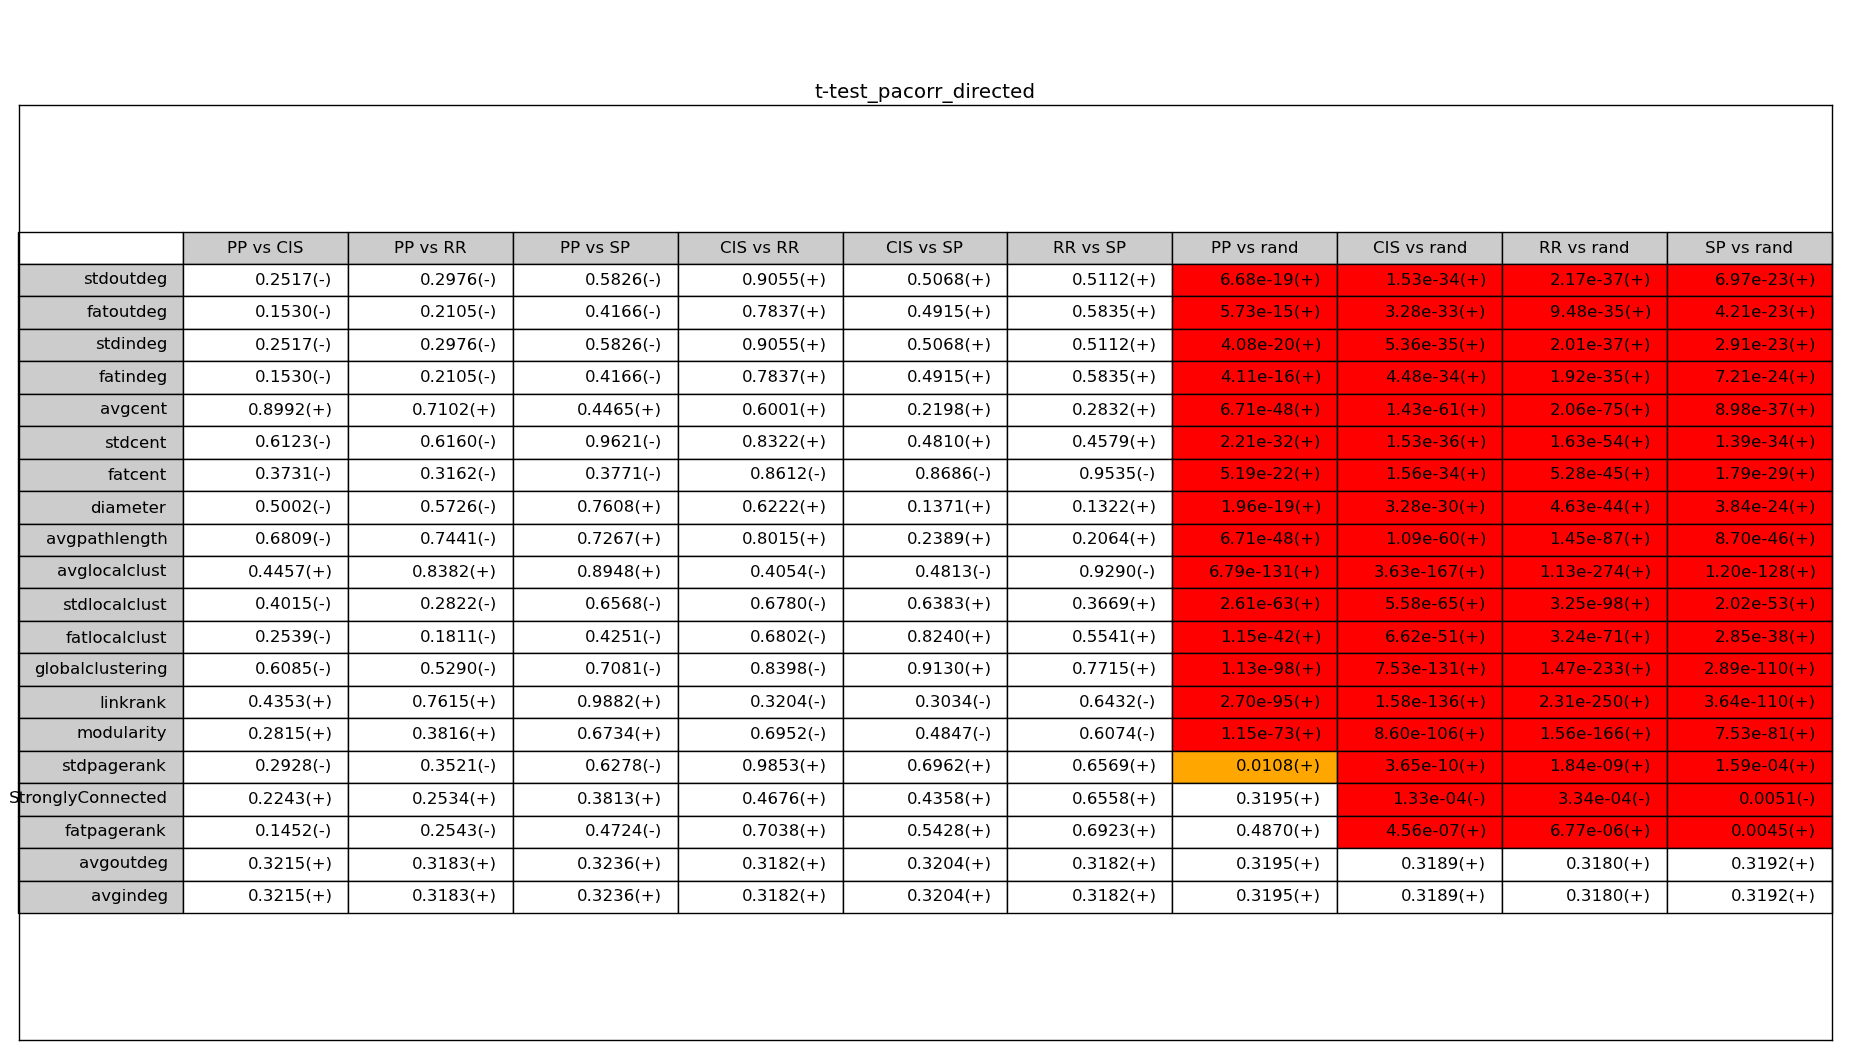 t-test_pacorr_directed
PP vs CIS PP vs RR PP vs SP CIS vs RR CIS vs SP RR vs SP PP vs rand CIS vs rand RR vs rand SP vs rand
stdoutdeg 0.2517(-) 0.2976(-) 0.5826(-) 0.9055(+) 0.5068(+) 0.5112(+) 6.68e-19(+) 1.53e-34(+) 2.17e-37(+) 6.97e-23(+)
fatoutdeg 0.1530(-) 0.2105(-) 0.4166(-) 0.7837(+) 0.4915(+) 0.5835(+) 5.73e-15(+) 3.28e-33(+) 9.48e-35(+) 4.21e-23(+)
stdindeg 0.2517(-) 0.2976(-) 0.5826(-) 0.9055(+) 0.5068(+) 0.5112(+) 4.08e-20(+) 5.36e-35(+) 2.01e-37(+) 2.91e-23(+)
fatindeg 0.1530(-) 0.2105(-) 0.4166(-) 0.7837(+) 0.4915(+) 0.5835(+) 4.11e-16(+) 4.48e-34(+) 1.92e-35(+) 7.21e-24(+)
avgcent 0.8992(+) 0.7102(+) 0.4465(+) 0.6001(+) 0.2198(+) 0.2832(+) 6.71e-48(+) 1.43e-61(+) 2.06e-75(+) 8.98e-37(+)
stdcent 0.6123(-) 0.6160(-) 0.9621(-) 0.8322(+) 0.4810(+) 0.4579(+) 2.21e-32(+) 1.53e-36(+) 1.63e-54(+) 1.39e-34(+)
fatcent 0.3731(-) 0.3162(-) 0.3771(-) 0.8612(-) 0.8686(-) 0.9535(-) 5.19e-22(+) 1.56e-34(+) 5.28e-45(+) 1.79e-29(+)
diameter 0.5002(-) 0.5726(-) 0.7608(+) 0.6222(+) 0.1371(+) 0.1322(+) 1.96e-19(+) 3.28e-30(+) 4.63e-44(+) 3.84e-24(+)
avgpathlength 0.6809(-) 0.7441(-) 0.7267(+) 0.8015(+) 0.2389(+) 0.2064(+) 6.71e-48(+) 1.09e-60(+) 1.45e-87(+) 8.70e-46(+)
avglocalclust 0.4457(+) 0.8382(+) 0.8948(+) 0.4054(-) 0.4813(-) 0.9290(-) 6.79e-131(+) 3.63e-167(+) 1.13e-274(+) 1.20e-128(+)
stdlocalclust 0.4015(-) 0.2822(-) 0.6568(-) 0.6780(-) 0.6383(+) 0.3669(+) 2.61e-63(+) 5.58e-65(+) 3.25e-98(+) 2.02e-53(+)
fatlocalclust 0.2539(-) 0.1811(-) 0.4251(-) 0.6802(-) 0.8240(+) 0.5541(+) 1.15e-42(+) 6.62e-51(+) 3.24e-71(+) 2.85e-38(+)
globalclustering 0.6085(-) 0.5290(-) 0.7081(-) 0.8398(-) 0.9130(+) 0.7715(+) 1.13e-98(+) 7.53e-131(+) 1.47e-233(+) 2.89e-110(+)
linkrank 0.4353(+) 0.7615(+) 0.9882(+) 0.3204(-) 0.3034(-) 0.6432(-) 2.70e-95(+) 1.58e-136(+) 2.31e-250(+) 3.64e-110(+)
modularity 0.2815(+) 0.3816(+) 0.6734(+) 0.6952(-) 0.4847(-) 0.6074(-) 1.15e-73(+) 8.60e-106(+) 1.56e-166(+) 7.53e-81(+)
stdpagerank 0.2928(-) 0.3521(-) 0.6278(-) 0.9853(+) 0.6962(+) 0.6569(+) 0.0108(+) 3.65e-10(+) 1.84e-09(+) 1.59e-04(+)
StronglyConnected 0.2243(+) 0.2534(+) 0.3813(+) 0.4676(+) 0.4358(+) 0.6558(+) 0.3195(+) 1.33e-04(-) 3.34e-04(-) 0.0051(-)
fatpagerank 0.1452(-) 0.2543(-) 0.4724(-) 0.7038(+) 0.5428(+) 0.6923(+) 0.4870(+) 4.56e-07(+) 6.77e-06(+) 0.0045(+)
avgoutdeg 0.3215(+) 0.3183(+) 0.3236(+) 0.3182(+) 0.3204(+) 0.3182(+) 0.3195(+) 0.3189(+) 0.3180(+) 0.3192(+)
avgindeg 0.3215(+) 0.3183(+) 0.3236(+) 0.3182(+) 0.3204(+) 0.3182(+) 0.3195(+) 0.3189(+) 0.3180(+) 0.3192(+)